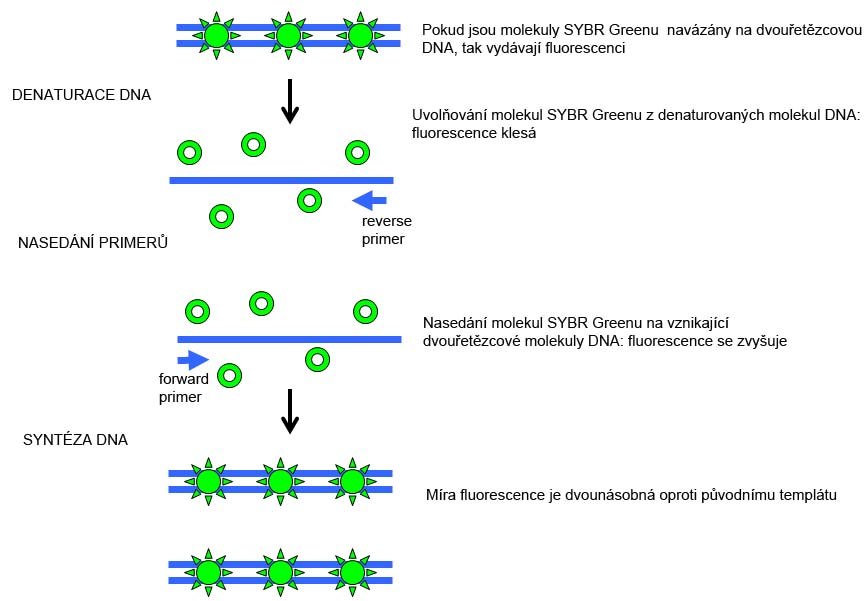 Pokud jsou molekuly SYBR Greenu navázány na dvouřetězcovou
DNA, tak vydávají fluorescenci
DENATURACE DNA
Uvolňování molekul SYBR Greenu z denaturovaných molekul DNA:
fluorescence klesá
reverse
primer
NASEDÁNÍ PRIMERŮ
Nasedání molekul SYBR Greenu na vznikající
dvouřetězcové molekuly DNA: fluorescence se zvyšuje
forward
primer
SYNTÉZA DNA
Míra fluorescence je dvounásobná oproti původnímu templátu